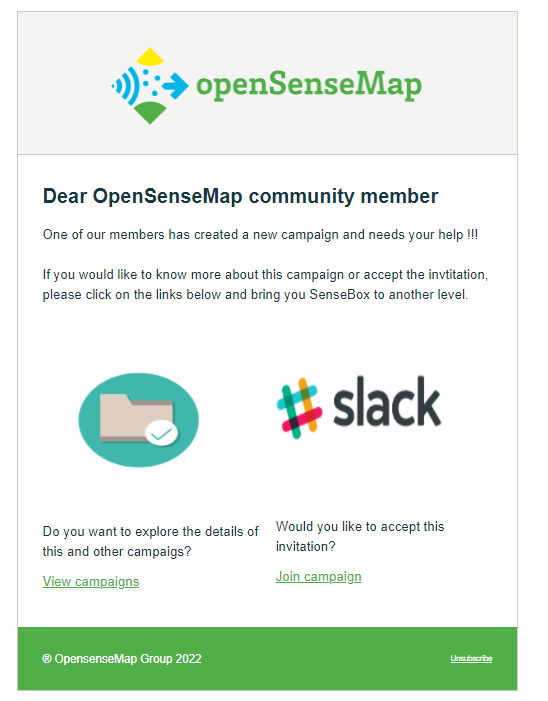 openSenseMap
Dear OpenSenseMap community member
One of our members has created a new campaign and needs your help !!!
If you would like to know more about this campaign or accept the invtitation,
please click on the links below and bring you SenseBox to another level.
slack
Do you want to explore the details of
this and other campaigs?
View campaigns
Would you like to accept this
invitation?
Join campaign
® OpensenseMap Group 2022
Unsubscribe